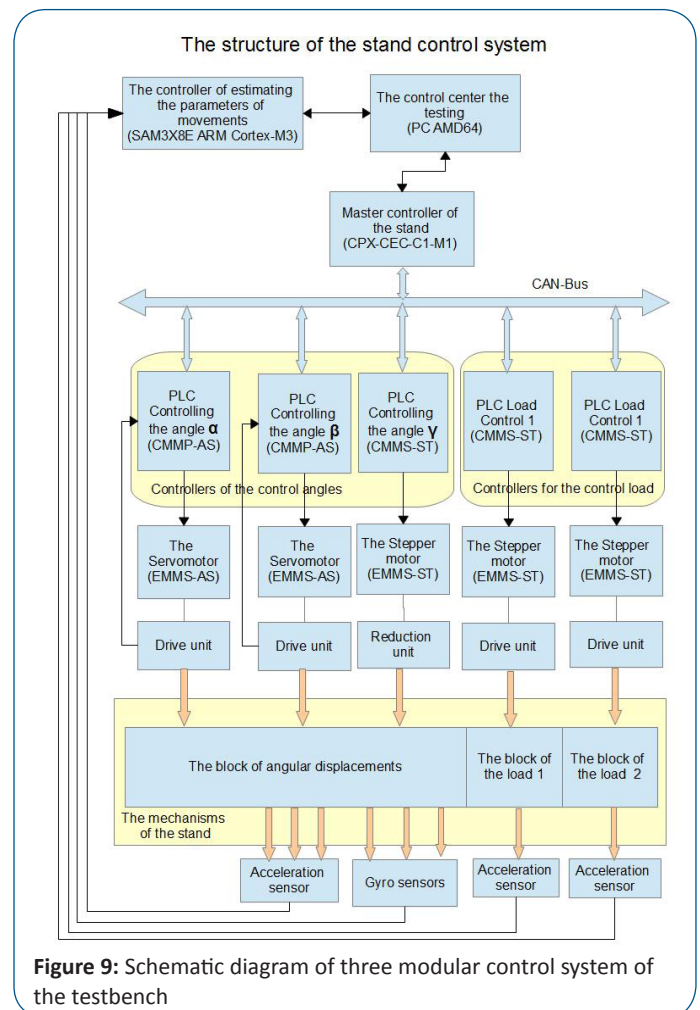 The structure of the stand control system
The controller of estimating
the parameters of
movements
(SAM3X8E ARM Cortex-M3)
The control center the
testing
(PC AMD64)
Master controller of
the stand
(CPX-CEC-C1-M1)
CAN-Bus
PLC
Controlling
the angle α
(CMMP-AS)
PLC
Controlling
the angle β
(CMMP-AS)
PLC
Controlling
the angle γ
(CMMS-ST)
PLC Load
Control 1
(CMMS-ST)
PLC Load
Control 1
(CMMS-ST)
Controllers of the control angles
Controllers for the control load
The
Servomotor
(EMMS-AS)
The
Servomotor
(EMMS-AS)
The Stepper
motor
(EMMS-ST)
The Stepper
motor
(EMMS-ST)
The Stepper
motor
(EMMS-ST)
Drive unit
Drive unit
Reduction
unit
Drive unit
Drive unit
The block of angular displacements
The block of
the load 1
The block of
the load 2
The mechanisms
of the stand
Acceleration
sensor
Gyro sensors
Acceleration
sensor
Acceleration
sensor
Figure 9: Schematic diagram of three modular control system of
the testbench